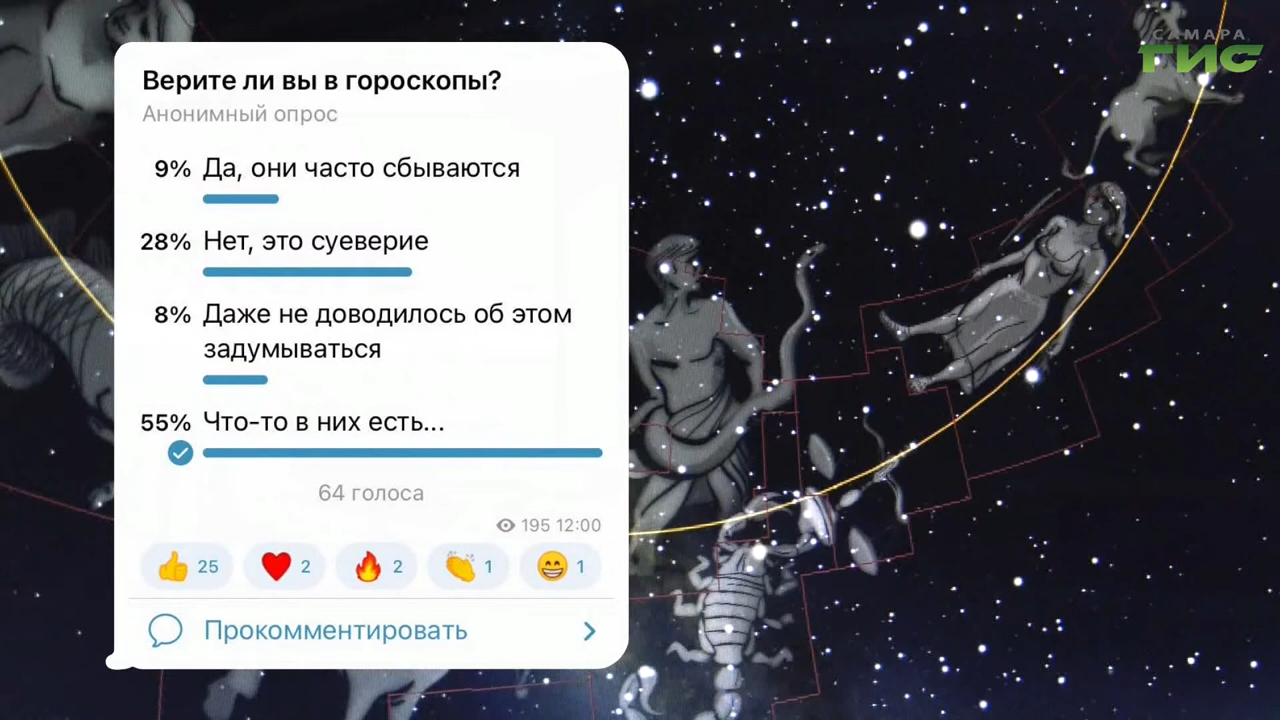 САМАРА
ГИС
Верите ли вы в гороскопы?
Анонимный опрос
9% Да, они часто сбываются
28% Нет, это суеверие
8% Даже не доводилось об этом
задумываться
55% Что-то в них есть...
64 голоса
195 12:00
25 2 2 1 1
Прокомментировать